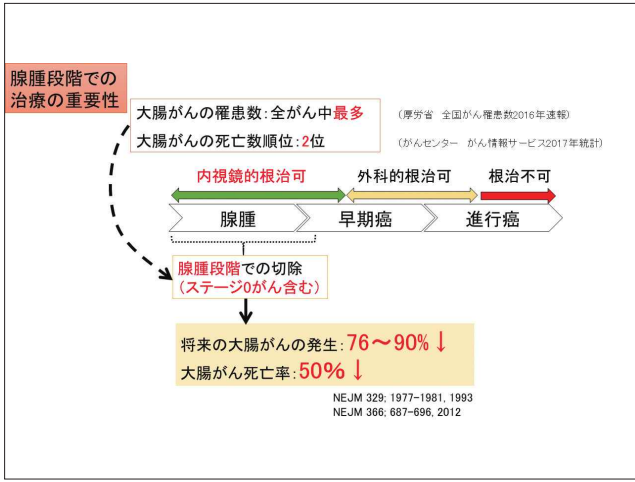 腺腫段階での
治療の重要性
大腸がんの罹患数：全がん中最多
（厚労省　全国がん罹患数2016年速報）
大腸がんの死亡数順位：2位
（がんセンター　がん情報サービス2017年統計）
内視鏡的根治可
外科的根治可
根治不可
腺腫
早期癌
進行癌
腺腫段階での切除
（ステージ0がん含む）
将来の大腸がんの発生：76～90%↓
大腸がん死亡率：50%↓
NEJM 329; 1977-1981, 1993
NEJM 366; 687-696, 2012